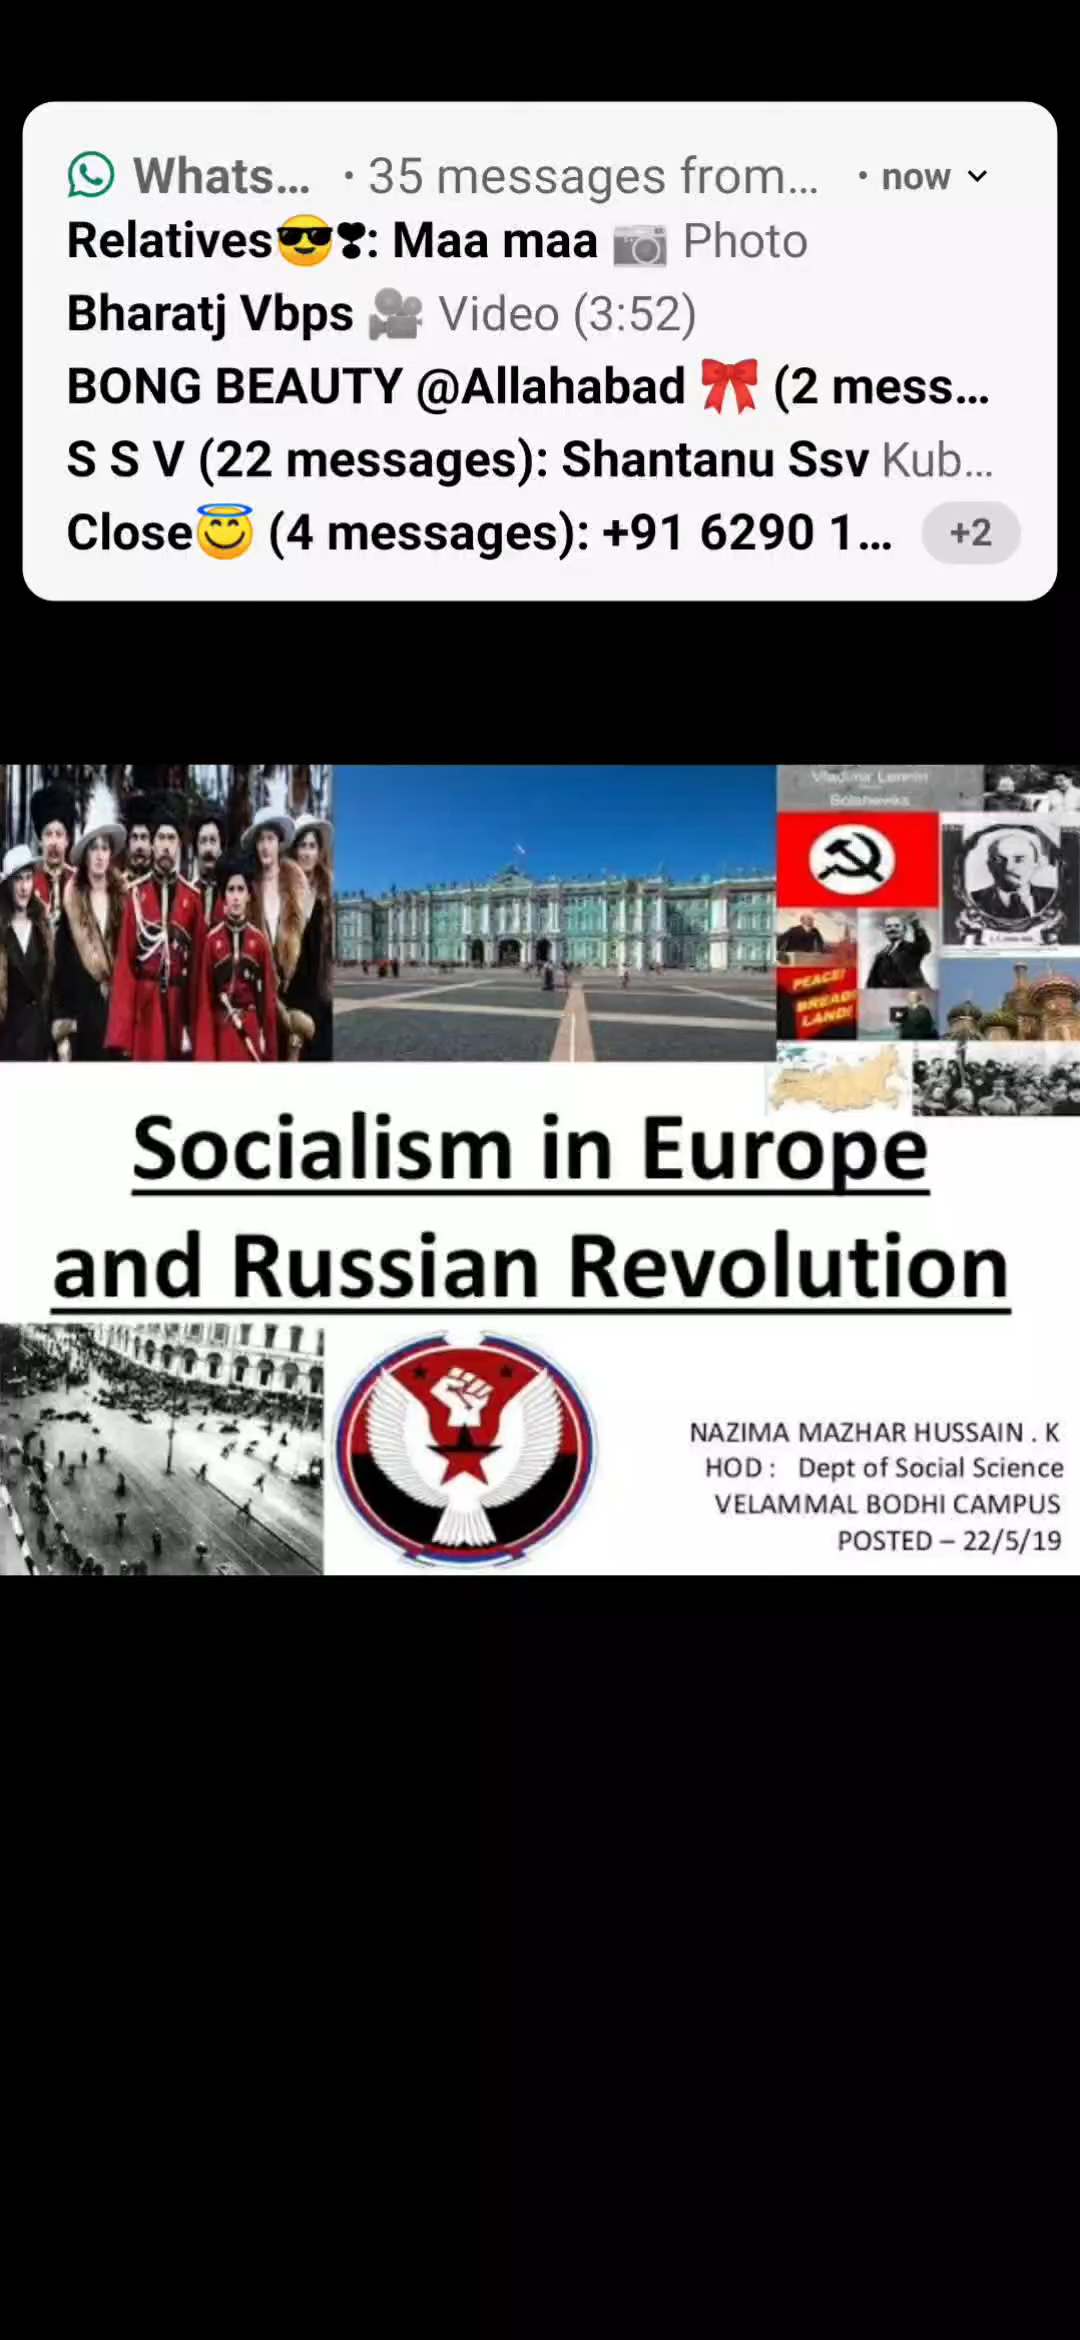 Whats... • 35 messages from... • now
Relatives😎❣: Maa maa 📷 Photo
Bharatj Vbps 🎥 Video (3:52)
BONG BEAUTY @Allahabad 🎀 (2 mess...
S S V (22 messages): Shantanu Ssv Kub...
Close😇 (4 messages): +91 6290 1... +2
Bolsheviks
PEACE!
BREAD!
LAND!
Socialism in Europe
and Russian Revolution
NAZIMA MAZHAR HUSSAIN . K
HOD : Dept of Social Science
VELAMMAL BODHI CAMPUS
POSTED – 22/5/19